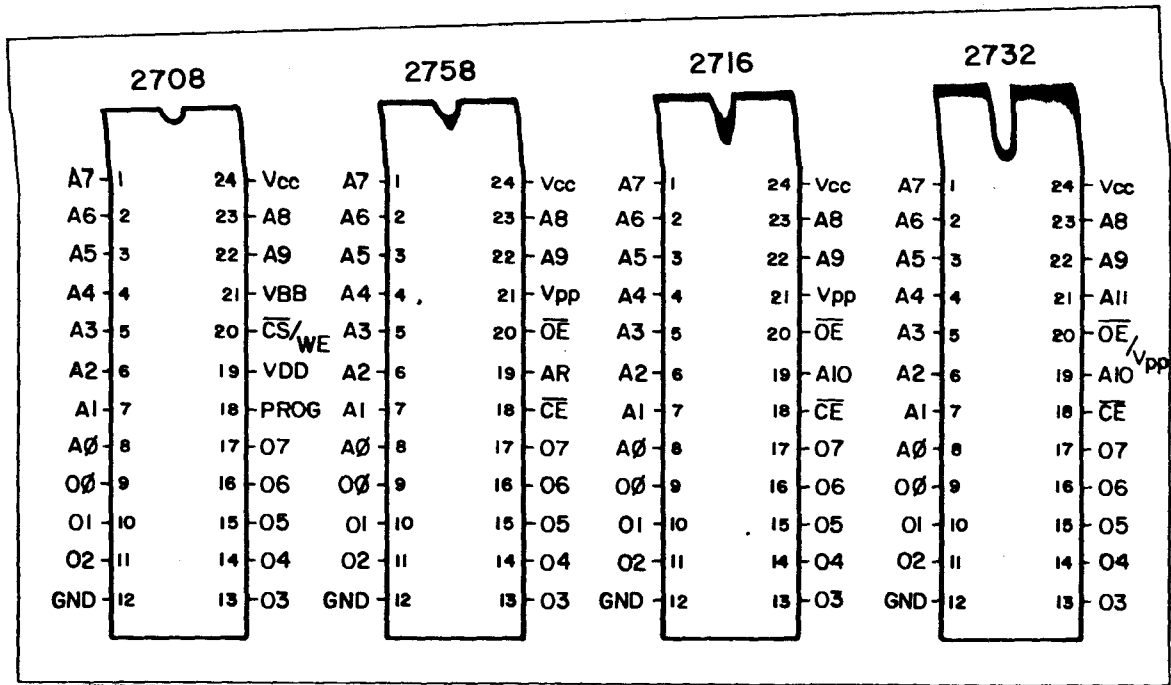 2708 2758 2716 2732
A7 1 24 Vcc A7 1 24 Vcc A7 1 24 Vcc A7 1 24 Vcc
A6 2 23 A8 A6 2 23 A8 A6 2 23 A8 A6 2 23 A8
A5 3 22 A9 A5 3 22 A9 A5 3 22 A9 A5 3 22 A9
A4 4 21 VBB A4 4 21 Vpp A4 4 21 Vpp A4 4 21 A11
A3 5 20 C̅S̅/WE A3 5 20 O̅E̅ A3 5 20 O̅E̅ A3 5 20 O̅E̅/Vpp
A2 6 19 VDD A2 6 19 AR A2 6 19 A10 A2 6 19 A10
A1 7 18 PROG A1 7 18 C̅E̅ A1 7 18 C̅E̅ A1 7 18 C̅E̅
AØ 8 17 O7 AØ 8 17 O7 AØ 8 17 O7 AØ 8 17 O7
OØ 9 16 O6 OØ 9 16 O6 OØ 9 16 O6 OØ 9 16 O6
O1 10 15 O5 O1 10 15 O5 O1 10 15 O5 O1 10 15 O5
O2 11 14 O4 O2 11 14 O4 O2 11 14 O4 O2 11 14 O4
GND 12 13 O3 GND 12 13 O3 GND 12 13 O3 GND 12 13 O3